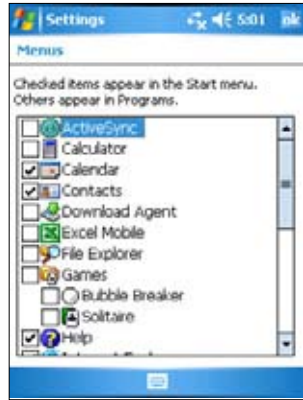 Settings 5:01 ok
Menus
Checked items appear in the Start menu.
Others appear in Programs.
ActiveSync
Calculator
Calendar
Contacts
Download Agent
Excel Mobile
File Explorer
Games
Bubble Breaker
Solitaire
Help